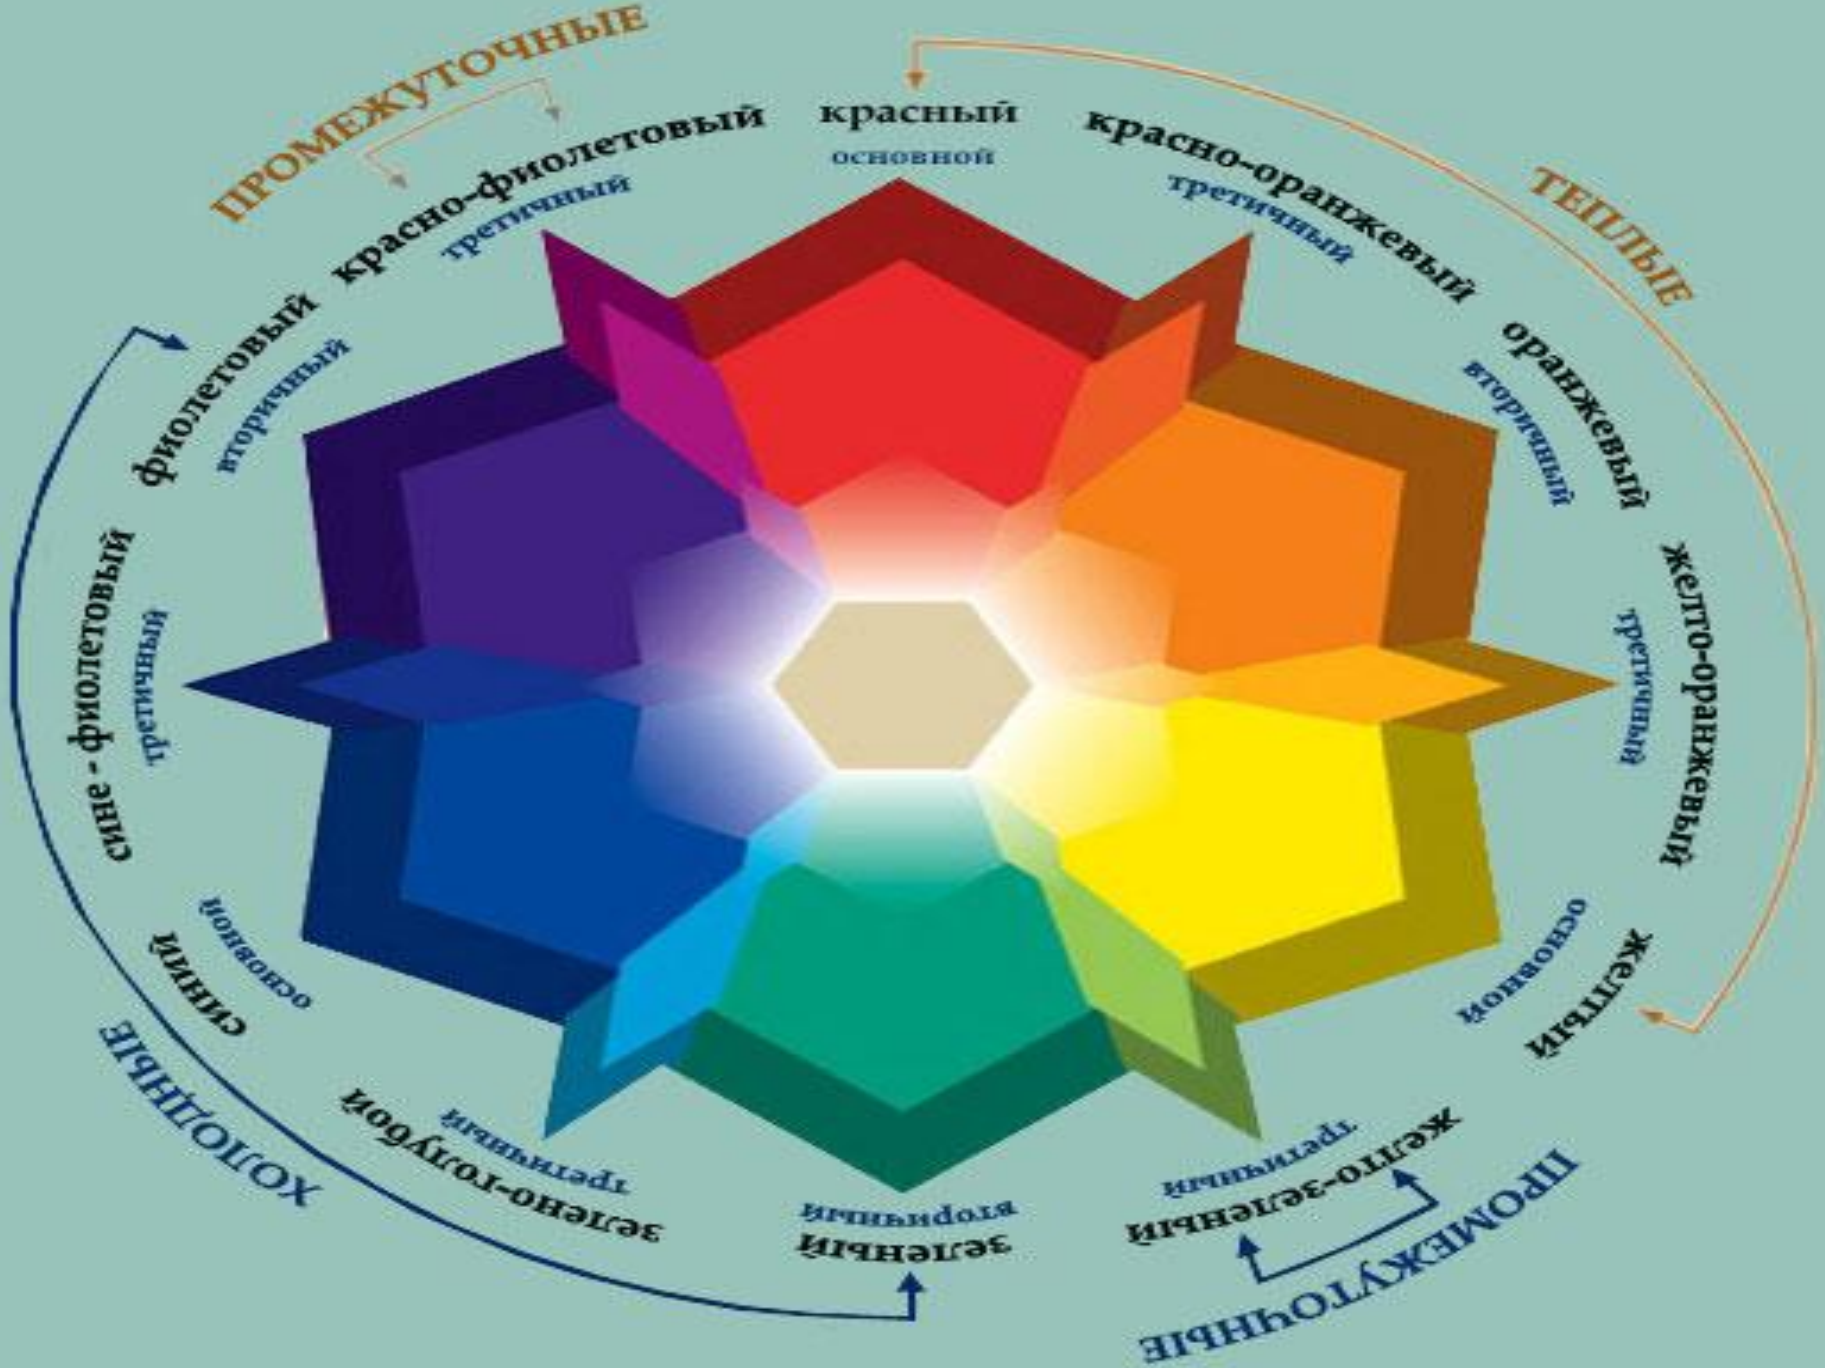 ПРОМЕЖУТОЧНЫЕ
красный
основной
красно-оранжевый
третичный
ТЕПЛЫЕ
оранжевый
вторичный
желто-оранжевый
третичный
желтый
основной
желто-зеленый
третичный
ПРОМЕЖУТОЧНЫЕ
зеленый
вторичный
зелено-голубой
третичный
ХОЛОДНЫЕ
синий
основной
сине - фиолетовый
третичный
фиолетовый
вторичный
красно-фиолетовый
третичный